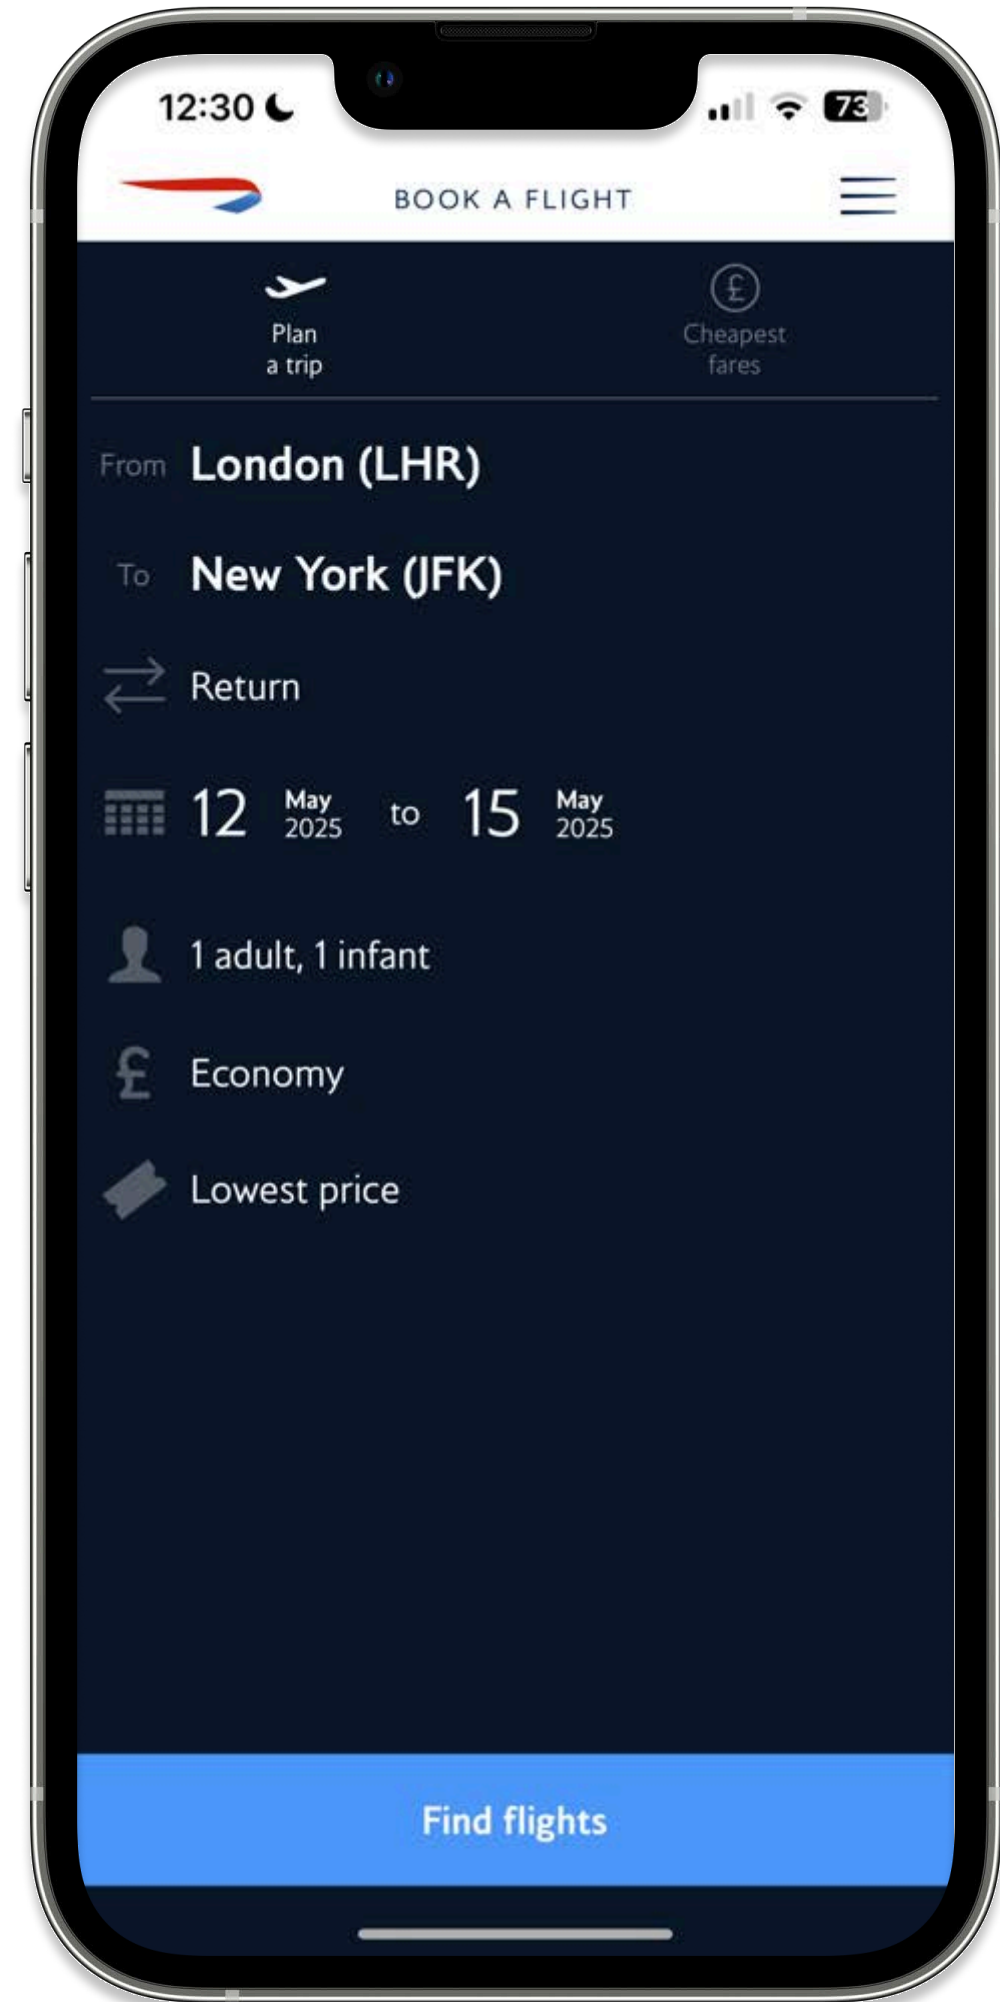 12:30
73
BOOK A FLIGHT
Plan
a trip
£
Cheapest
fares
From London (LHR)
To New York (JFK)
Return
12 May 2025 to 15 May 2025
1 adult, 1 infant
£ Economy
Lowest price
Find flights